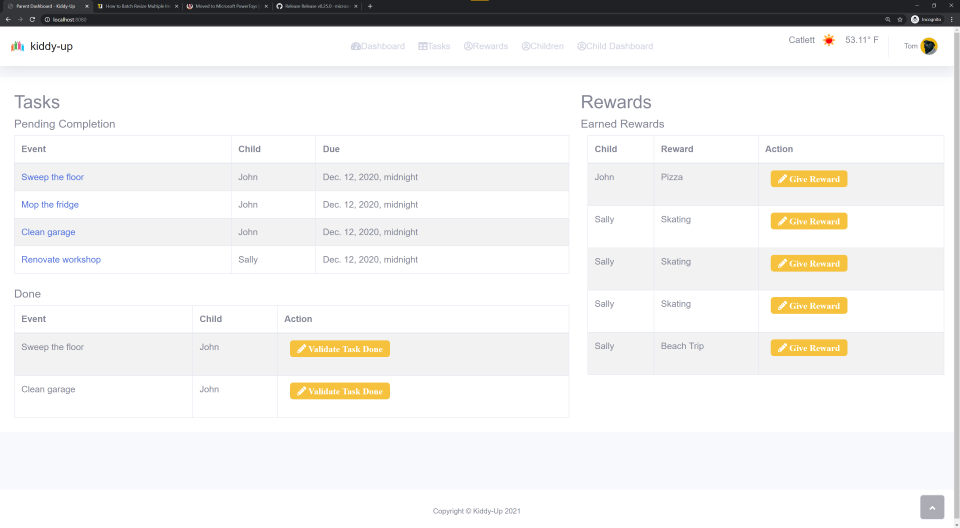 Parent Dashboard - Kiddy-Up
How to Batch Resize Multiple Im
Moved to Microsoft PowerToys
Release Release v0.25.0 · micros
localhost:8080
Incognito
kiddy-up
Dashboard Tasks Rewards Children Child Dashboard
Catlett 53.11° F
Tom
Tasks
Pending Completion
Event Child Due
Sweep the floor John Dec. 12, 2020, midnight
Mop the fridge John Dec. 12, 2020, midnight
Clean garage John Dec. 12, 2020, midnight
Renovate workshop Sally Dec. 12, 2020, midnight
Done
Event Child Action
Sweep the floor John Validate Task Done
Clean garage John Validate Task Done
Rewards
Earned Rewards
Child Reward Action
John Pizza Give Reward
Sally Skating Give Reward
Sally Skating Give Reward
Sally Skating Give Reward
Sally Beach Trip Give Reward
Copyright © Kiddy-Up 2021